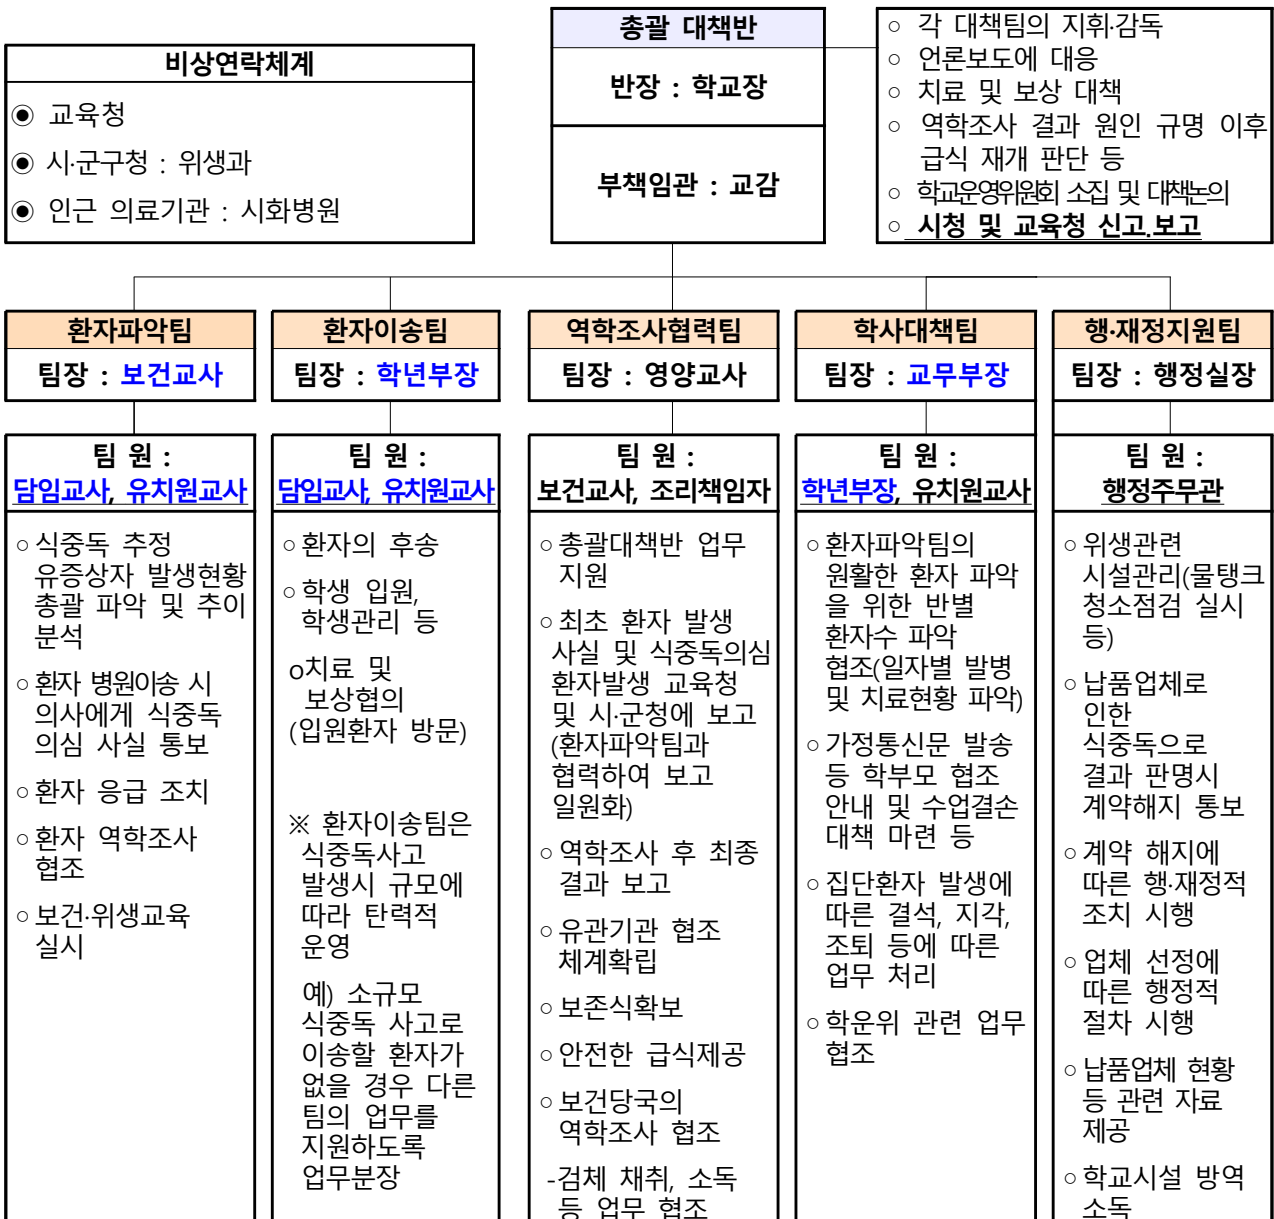 비상연락체계
◉ 교육청
◉ 시·군구청 : 위생과
◉ 인근 의료기관 : 시화병원
총괄 대책반
반장 : 학교장
부책임관 : 교감
○ 각 대책팀의 지휘·감독
○ 언론보도에 대응
○ 치료 및 보상 대책
○ 역학조사 결과 원인 규명 이후
급식 재개 판단 등
○ 학교운영위원회 소집 및 대책논의
○ 시청 및 교육청 신고.보고
환자파악팀
팀장 : 보건교사
팀 원 :
담임교사, 유치원교사
○ 식중독 추정
유증상자 발생현황
총괄 파악 및 추이
분석
○ 환자 병원이송 시
의사에게 식중독
의심 사실 통보
○ 환자 응급 조치
○ 환자 역학조사
협조
○ 보건·위생교육
실시
환자이송팀
팀장 : 학년부장
팀 원 :
담임교사, 유치원교사
○ 환자의 후송
○ 학생 입원,
학생관리 등
o치료 및
보상협의
(입원환자 방문)
※ 환자이송팀은
식중독사고
발생시 규모에
따라 탄력적
운영
예) 소규모
식중독 사고로
이송할 환자가
없을 경우 다른
팀의 업무를
지원하도록
업무분장
역학조사협력팀
팀장 : 영양교사
팀 원 :
보건교사, 조리책임자
○ 총괄대책반 업무
지원
○ 최초 환자 발생
사실 및 식중독의심
환자발생 교육청
및 시·군청에 보고
(환자파악팀과
협력하여 보고
일원화)
○ 역학조사 후 최종
결과 보고
○ 유관기관 협조
체계확립
○ 보존식확보
○ 안전한 급식제공
○ 보건당국의
역학조사 협조
-검체 채취, 소독
등 업무 협조
학사대책팀
팀장 : 교무부장
팀 원 :
학년부장, 유치원교사
○ 환자파악팀의
원활한 환자 파악
을 위한 반별
환자수 파악
협조(일자별 발병
및 치료현황 파악)
○ 가정통신문 발송
등 학부모 협조
안내 및 수업결손
대책 마련 등
○ 집단환자 발생에
따른 결석, 지각,
조퇴 등에 따른
업무 처리
○ 학운위 관련 업무
협조
행·재정지원팀
팀장 : 행정실장
팀 원 :
행정주무관
○ 위생관련
시설관리(물탱크
청소점검 실시
등)
○ 납품업체로
인한
식중독으로
결과 판명시
계약해지 통보
○ 계약 해지에
따른 행·재정적
조치 시행
○ 업체 선정에
따른 행정적
절차 시행
○ 납품업체 현황
등 관련 자료
제공
○ 학교시설 방역
소독